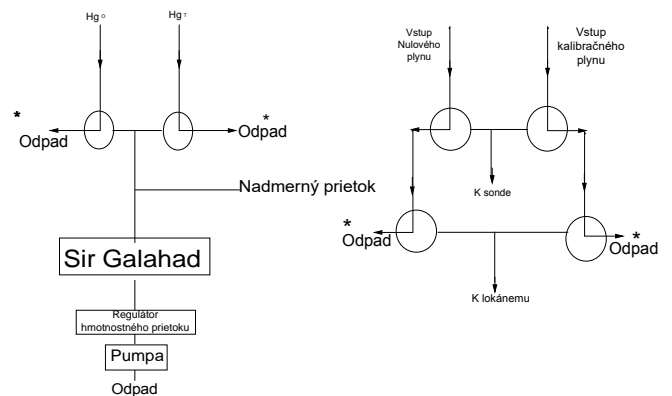 Hg O
Hg T
*
Odpad
*
Odpad
Nadmerný prietok
Sir Galahad
Regulátor
hmotnostného prietoku
Pumpa
Odpad
Vstup
Nulového
plynu
Vstup
kalibračného
plynu
K sonde
*
Odpad
*
Odpad
K lokánemu